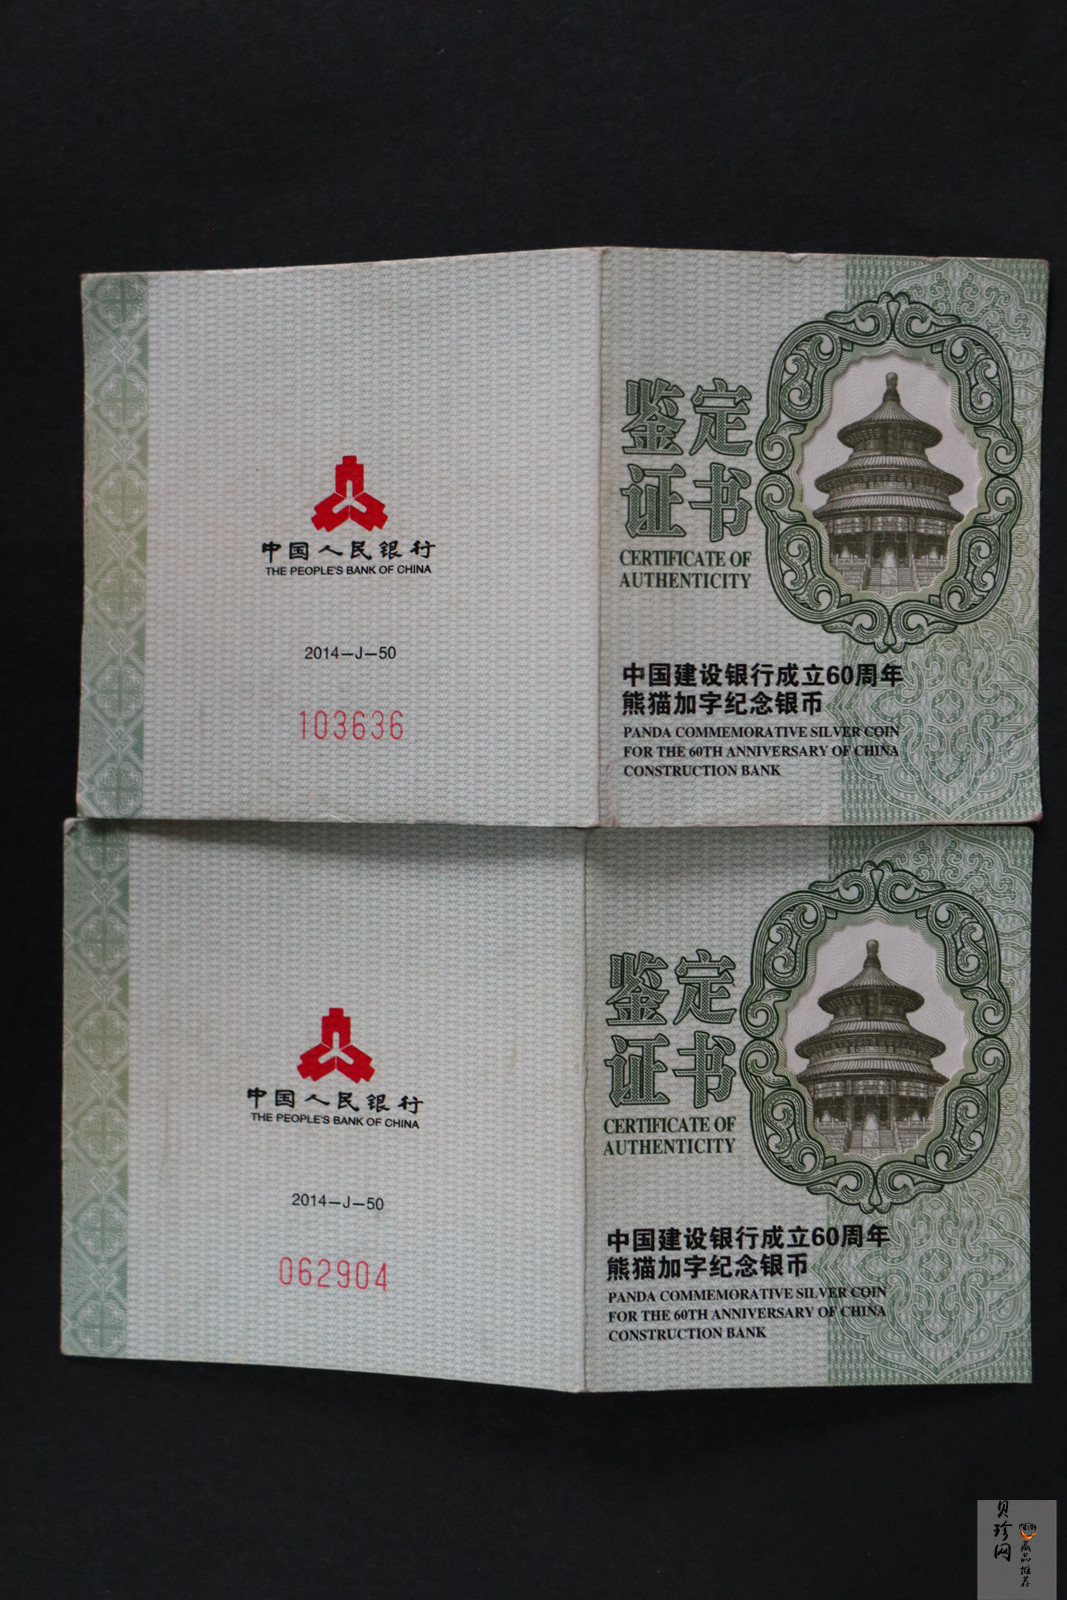 中国人民银行
THE PEOPLE'S BANK OF CHINA
2014-J-50
103636
鉴定
证书
CERTIFICATE OF
AUTHENTICITY
中国建设银行成立60周年
熊猫加字纪念银币
PANDA COMMEMORATIVE SILVER COIN
FOR THE 60TH ANNIVERSARY OF CHINA
CONSTRUCTION BANK
中国人民银行
THE PEOPLE'S BANK OF CHINA
2014-J-50
062904
鉴定
证书
CERTIFICATE OF
AUTHENTICITY
中国建设银行成立60周年
熊猫加字纪念银币
PANDA COMMEMORATIVE SILVER COIN
FOR THE 60TH ANNIVERSARY OF CHINA
CONSTRUCTION BANK
贝珍网
藏品推荐